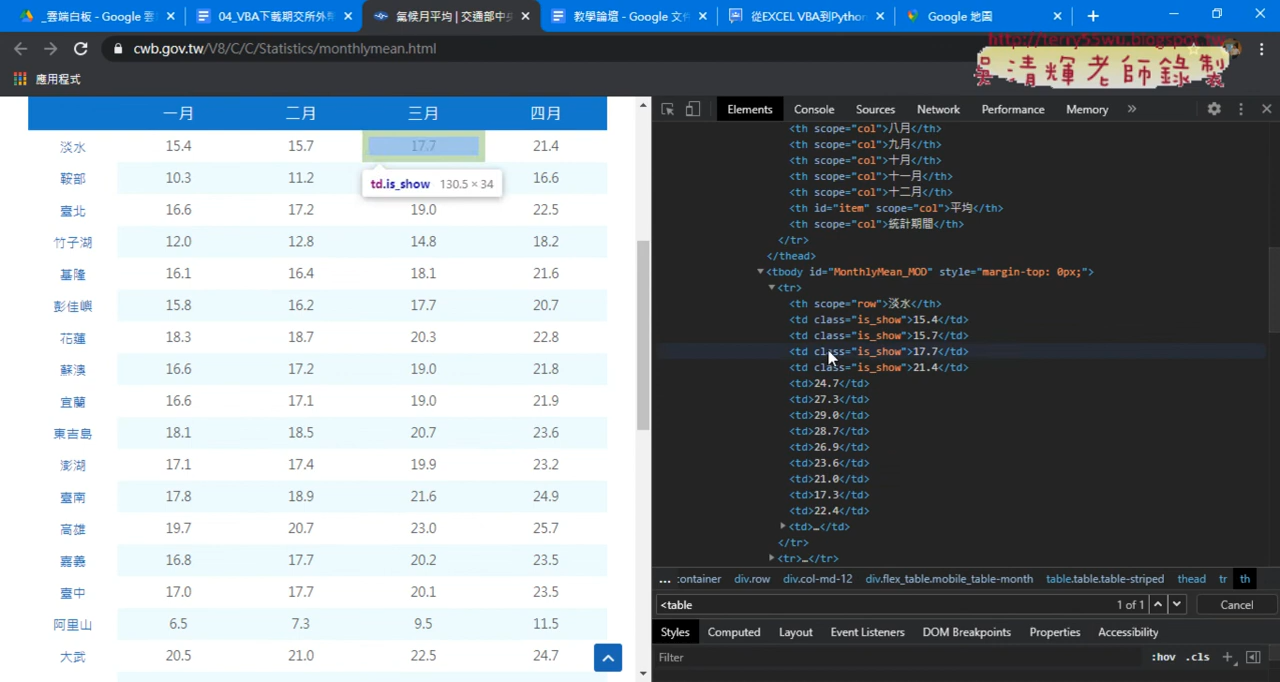 _雲端白板 - Google 雲
04_VBA下載期交所外幣
氣候月平均 | 交通部中央
教學論壇 - Google 文件
從EXCEL VBA到Python
Google 地圖
cwb.gov.tw/V8/C/C/Statistics/monthlymean.html
http://terry55wu.blogspot.tw
吳清輝老師錄製
應用程式
一月 二月 三月 四月
淡水 15.4 15.7 17.7 21.4
鞍部 10.3 11.2 16.6
td.is_show 130.5 × 34
臺北 16.6 17.2 19.0 22.5
竹子湖 12.0 12.8 14.8 18.2
基隆 16.1 16.4 18.1 21.6
彭佳嶼 15.8 16.2 17.7 20.7
花蓮 18.3 18.7 20.3 22.8
蘇澳 16.6 17.2 19.0 21.8
宜蘭 16.6 17.1 19.0 21.9
東吉島 18.1 18.5 20.7 23.6
澎湖 17.1 17.4 19.9 23.2
臺南 17.8 18.9 21.6 24.9
高雄 19.7 20.7 23.0 25.7
嘉義 16.8 17.7 20.2 23.5
臺中 17.0 17.7 20.1 23.5
阿里山 6.5 7.3 9.5 11.5
大武 20.5 21.0 22.5 24.7
Elements Console Sources Network Performance Memory »
<th scope="col">八月</th>
<th scope="col">九月</th>
<th scope="col">十月</th>
<th scope="col">十一月</th>
<th scope="col">十二月</th>
<th id="item" scope="col">平均</th>
<th scope="col">統計期間</th>
</tr>
</thead>
<tbody id="MonthlyMean_MOD" style="margin-top: 0px;">
<tr>
<th scope="row">淡水</th>
<td class="is_show">15.4</td>
<td class="is_show">15.7</td>
<td class="is_show">17.7</td>
<td class="is_show">21.4</td>
<td>24.7</td>
<td>27.3</td>
<td>29.0</td>
<td>28.7</td>
<td>26.9</td>
<td>23.6</td>
<td>21.0</td>
<td>17.3</td>
<td>22.4</td>
<td>…</td>
</tr>
<tr>…</tr>
... :ontainer div.row div.col-md-12 div.flex_table.mobile_table-month table.table.table-striped thead tr th
<table 1 of 1 Cancel
Styles Computed Layout Event Listeners DOM Breakpoints Properties Accessibility
Filter :hov .cls +